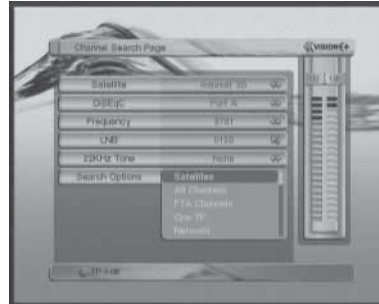 Channel Search Page
VISION(+
Satellite
DiSEqC Port A
Frequency
LNB 5150
22KHz Tone None
Search Options Satellites
All Channels
FTA Channels
One TP
Network